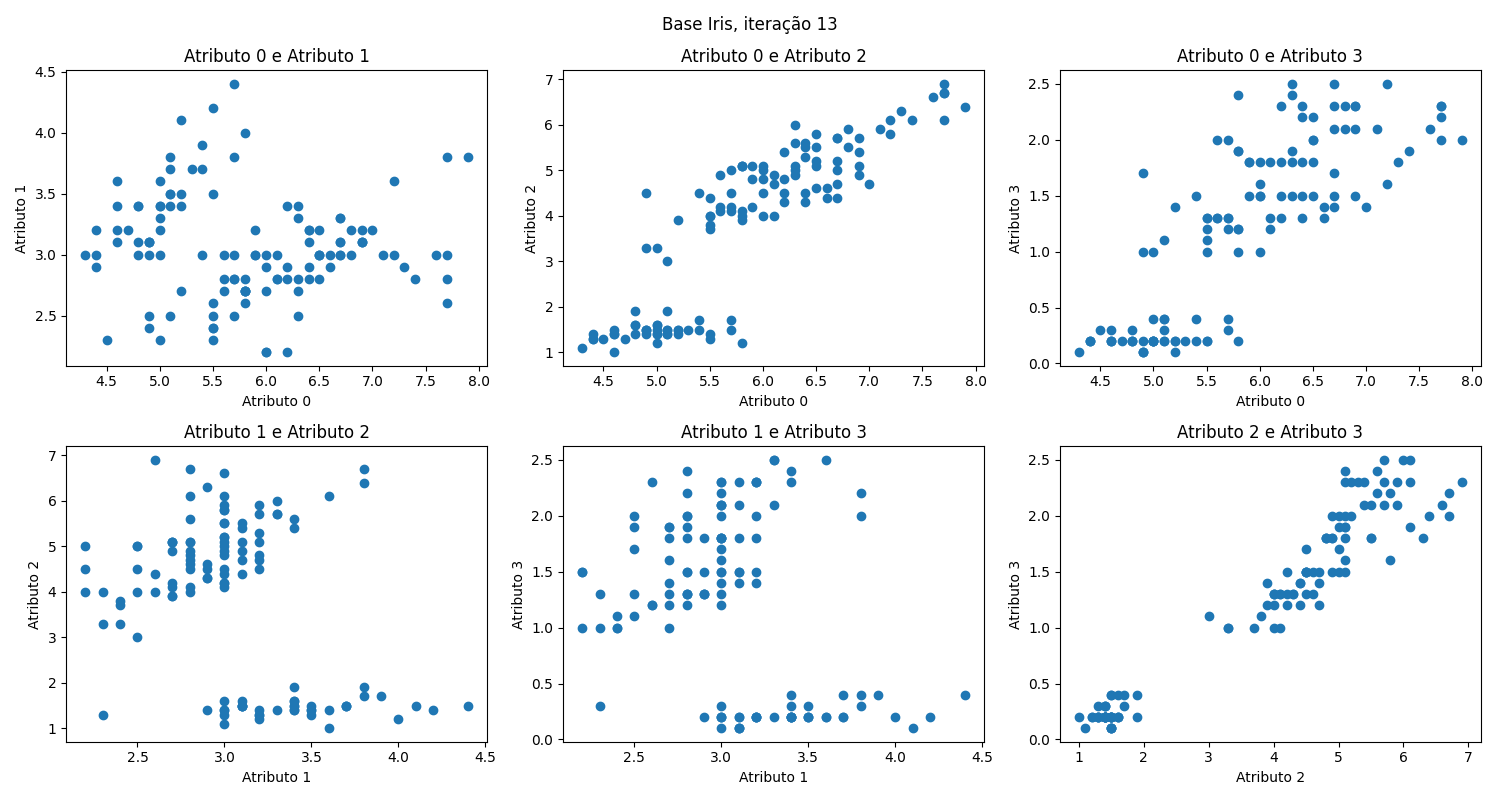 Base Iris, iteração 13
Atributo 0 e Atributo 1
Atributo 1
4.5
4.0
3.5
3.0
2.5
4.5 5.0 5.5 6.0 6.5 7.0 7.5 8.0
Atributo 0
Atributo 0 e Atributo 2
Atributo 2
7
6
5
4
3
2
1
4.5 5.0 5.5 6.0 6.5 7.0 7.5 8.0
Atributo 0
Atributo 0 e Atributo 3
Atributo 3
2.5
2.0
1.5
1.0
0.5
0.0
4.5 5.0 5.5 6.0 6.5 7.0 7.5 8.0
Atributo 0
Atributo 1 e Atributo 2
Atributo 2
7
6
5
4
3
2
1
2.5 3.0 3.5 4.0 4.5
Atributo 1
Atributo 1 e Atributo 3
Atributo 3
2.5
2.0
1.5
1.0
0.5
0.0
2.5 3.0 3.5 4.0 4.5
Atributo 1
Atributo 2 e Atributo 3
Atributo 3
2.5
2.0
1.5
1.0
0.5
0.0
1 2 3 4 5 6 7
Atributo 2